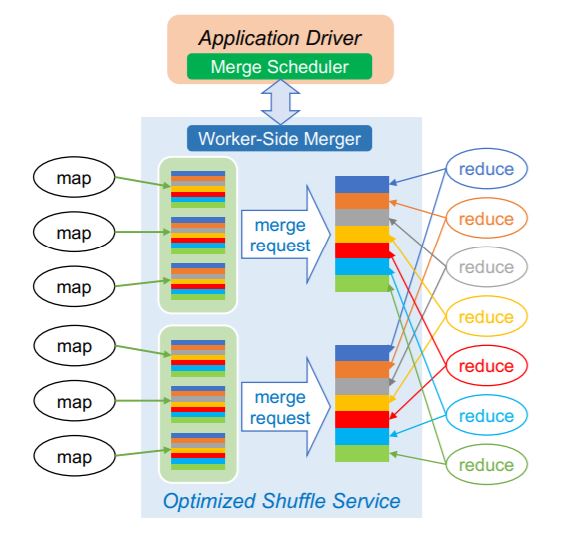 Application Driver
Merge Scheduler
Worker-Side Merger
map
map
map
map
map
map
merge
request
merge
request
reduce
reduce
reduce
reduce
reduce
reduce
reduce
Optimized Shuffle Service